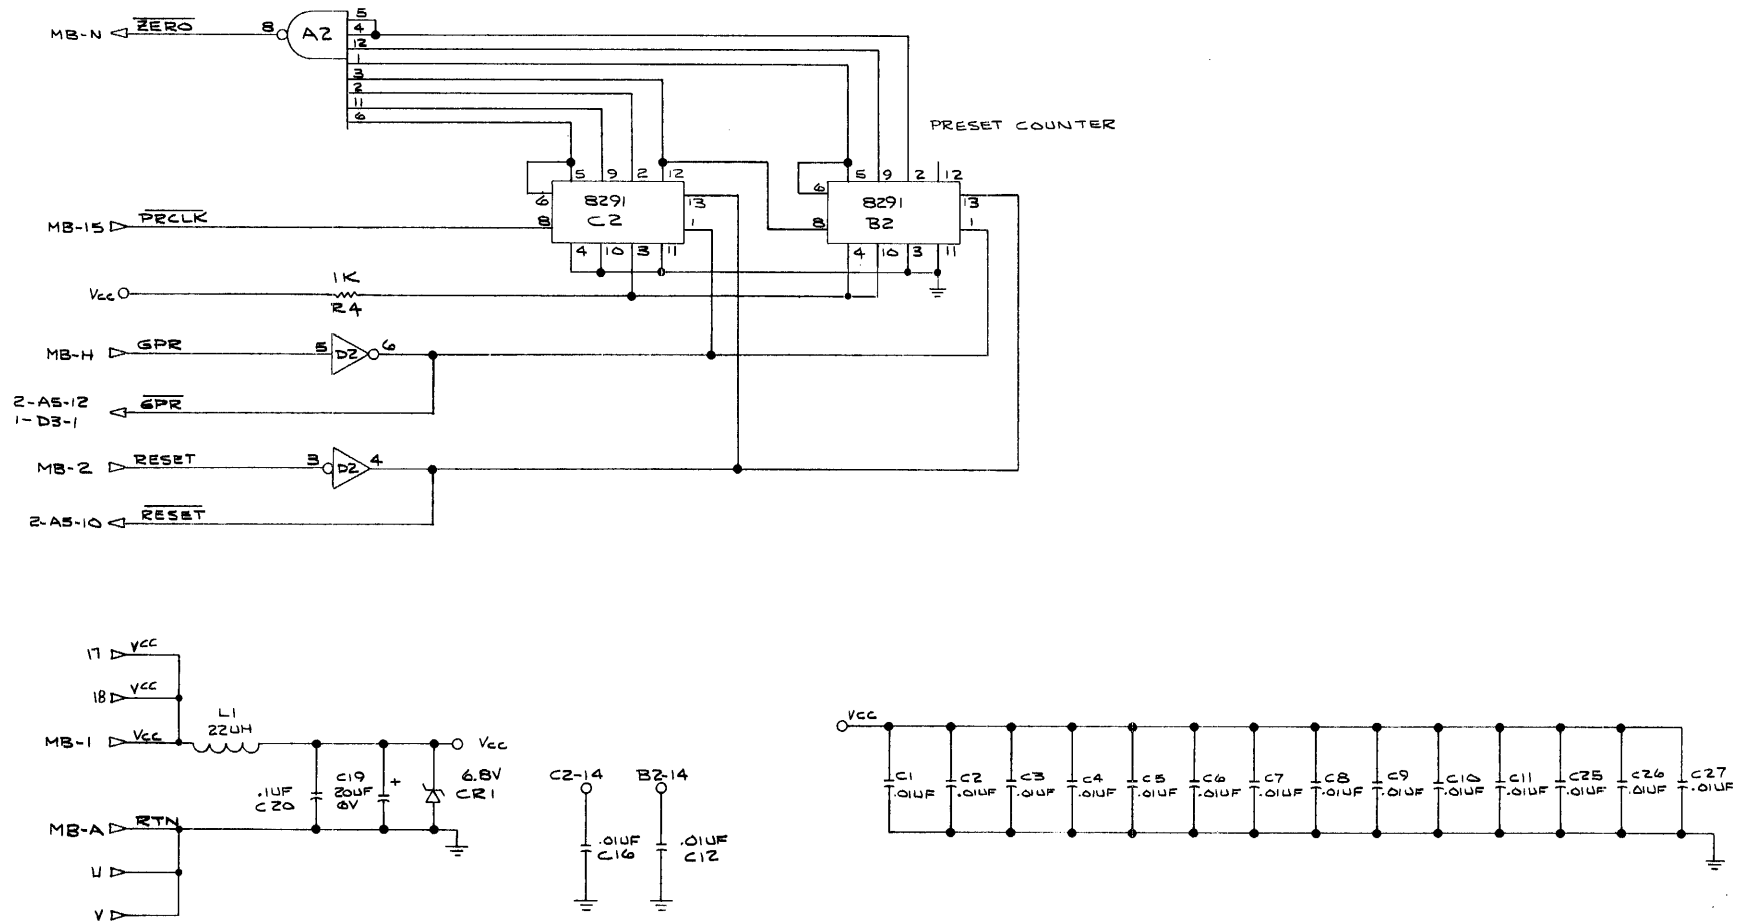 MB-N ZERO 8 A2 5
4
12
1
3
2
11
6
PRESET COUNTER
5 9 2 12
6 8291 13
C2 1
8
4 10 3 11
5 9 2 12
6 8291 13
B2 1
8
4 10 3 11
MB-15 PRCLK
Vcc 1K
R4
MB-H GPR 5 D2 6
2-A5-12 GPR
1-D3-1
MB-2 RESET 3 D2 4
2-A5-10 RESET
17 Vcc
18 Vcc
MB-1 Vcc
L1
22UH
Vcc
.1UF
C20
C19
20UF
+
6.8V
CR1
MB-A RTN
U
V
C2-14
.01UF
C16
B2-14
.01UF
C12
Vcc
C1 C2 C3 C4 C5 C6 C7 C8 C9 C10 C11 C25 C26 C27
.01UF .01UF .01UF .01UF .01UF .01UF .01UF .01UF .01UF .01UF .01UF .01UF .01UF .01UF